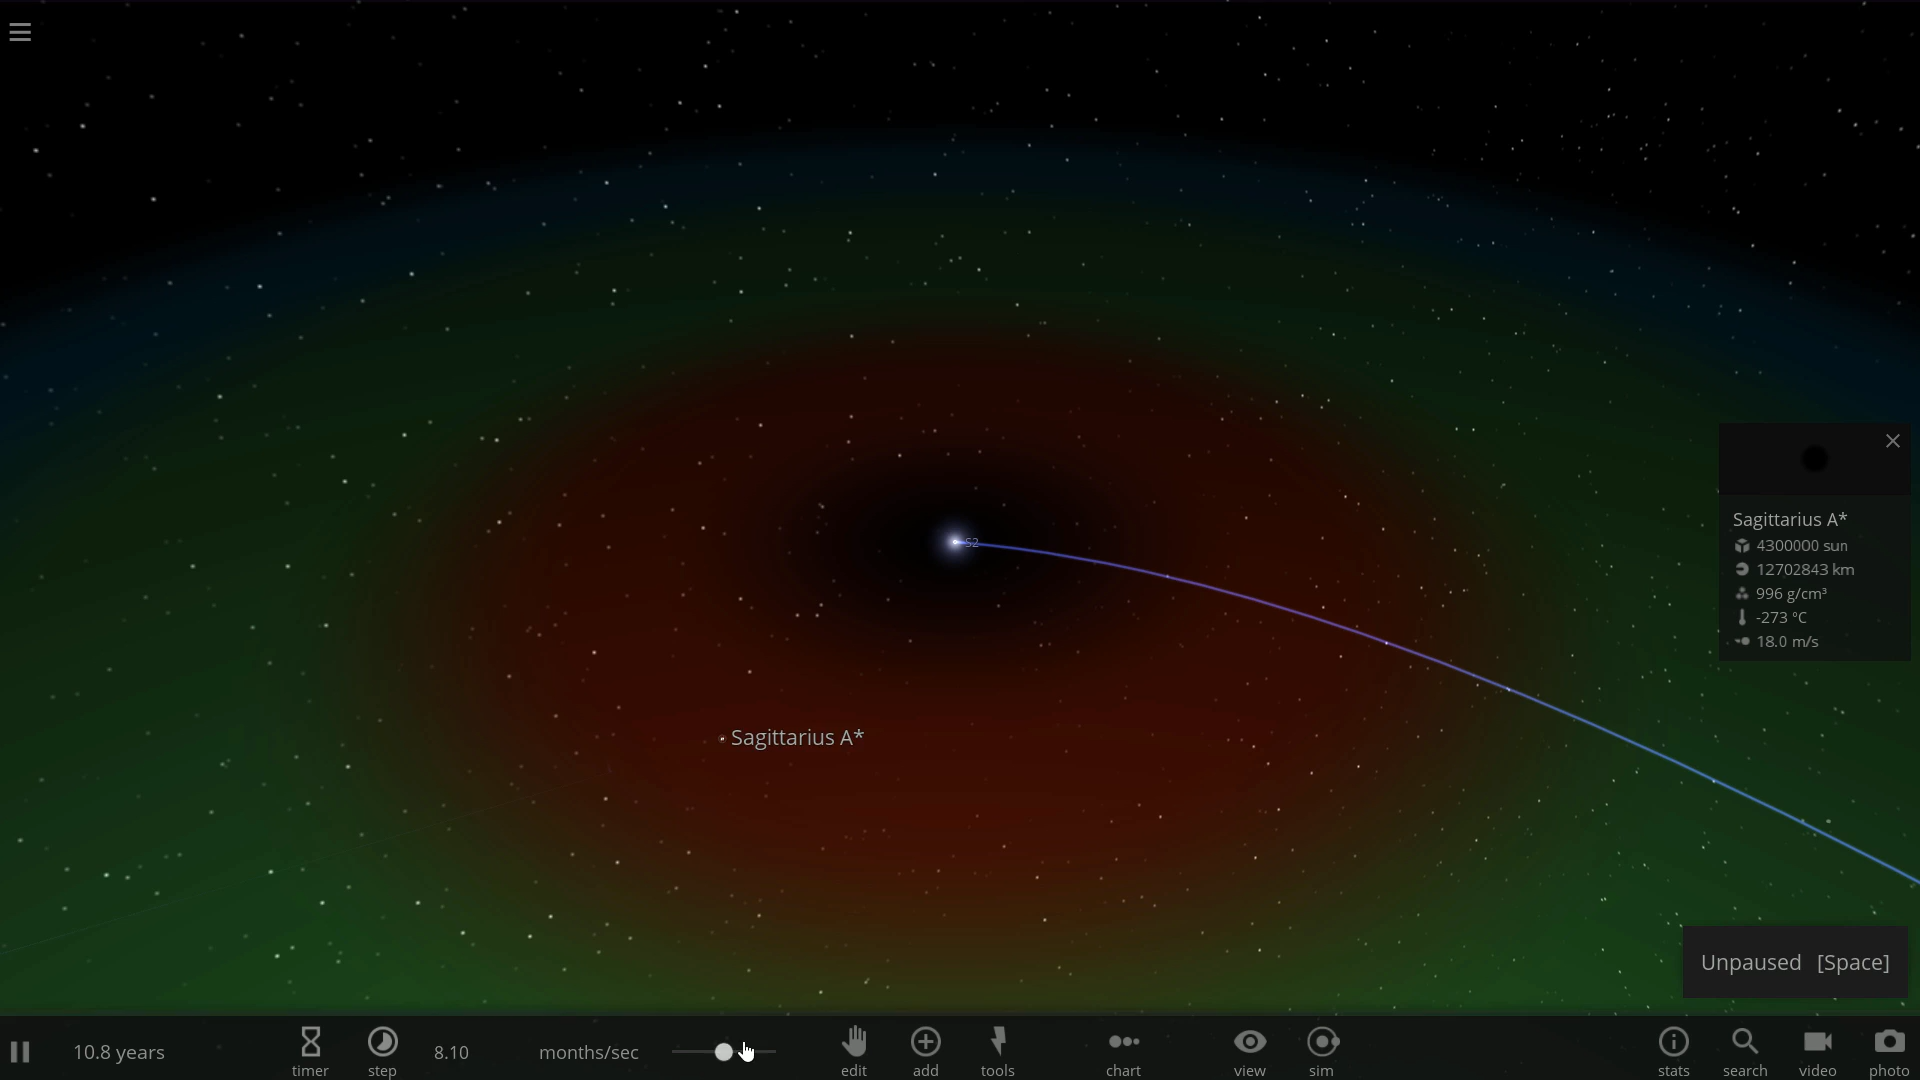 S2
Sagittarius A*
Sagittarius A*
4300000 sun
12702843 km
996 g/cm³
-273 °C
18.0 m/s
Unpaused [Space]
10.8 years
timer
step
8.10
months/sec
edit
add
tools
chart
view
sim
stats
search
video
photo